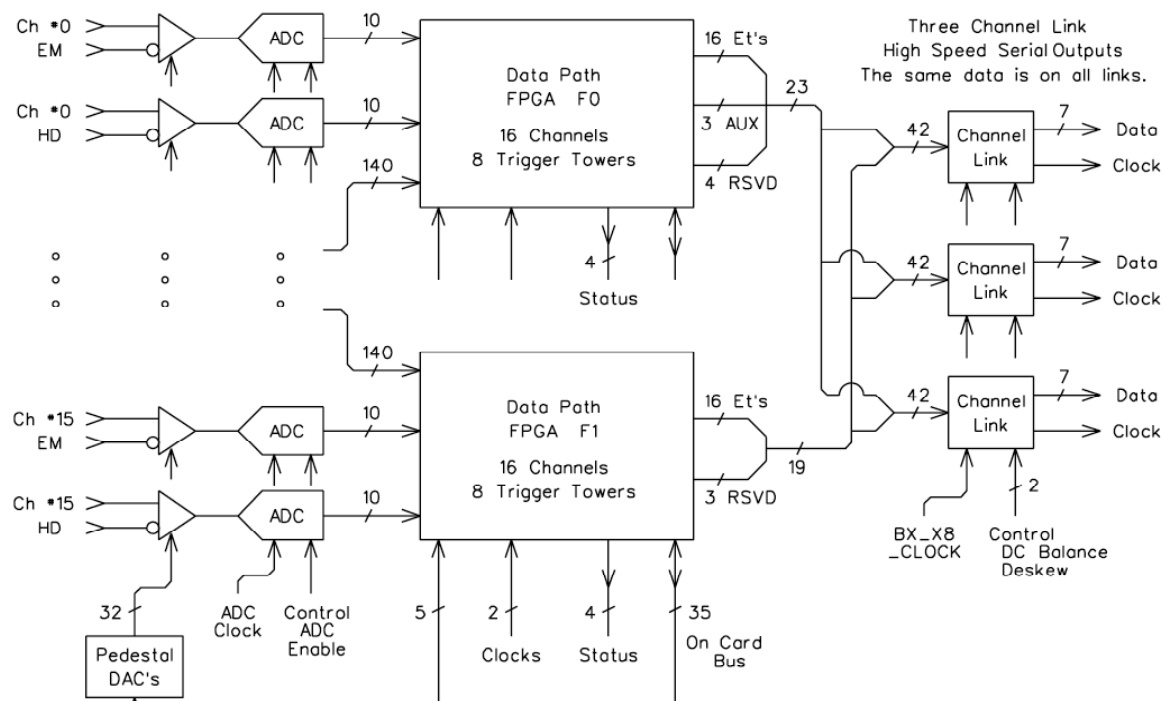 Ch #0
EM
ADC
10
Ch #0
HD
ADC
10
140
Data Path
FPGA F0
16 Channels
8 Trigger Towers
16 Et's
3 AUX
4 RSVD
23
4
Status
Three Channel Link
High Speed Serial Outputs
The same data is on all links.
42
Channel
Link
7
Data
Clock
42
Channel
Link
7
Data
Clock
42
Channel
Link
7
Data
Clock
BX_X8
_CLOCK
2
Control
DC Balance
Deskew
140
Ch #15
EM
ADC
10
Ch #15
HD
ADC
10
Data Path
FPGA F1
16 Channels
8 Trigger Towers
16 Et's
3 RSVD
19
32
Pedestal
DAC's
ADC
Clock
Control
ADC
Enable
5
2
Clocks
4
Status
35
On Card
Bus